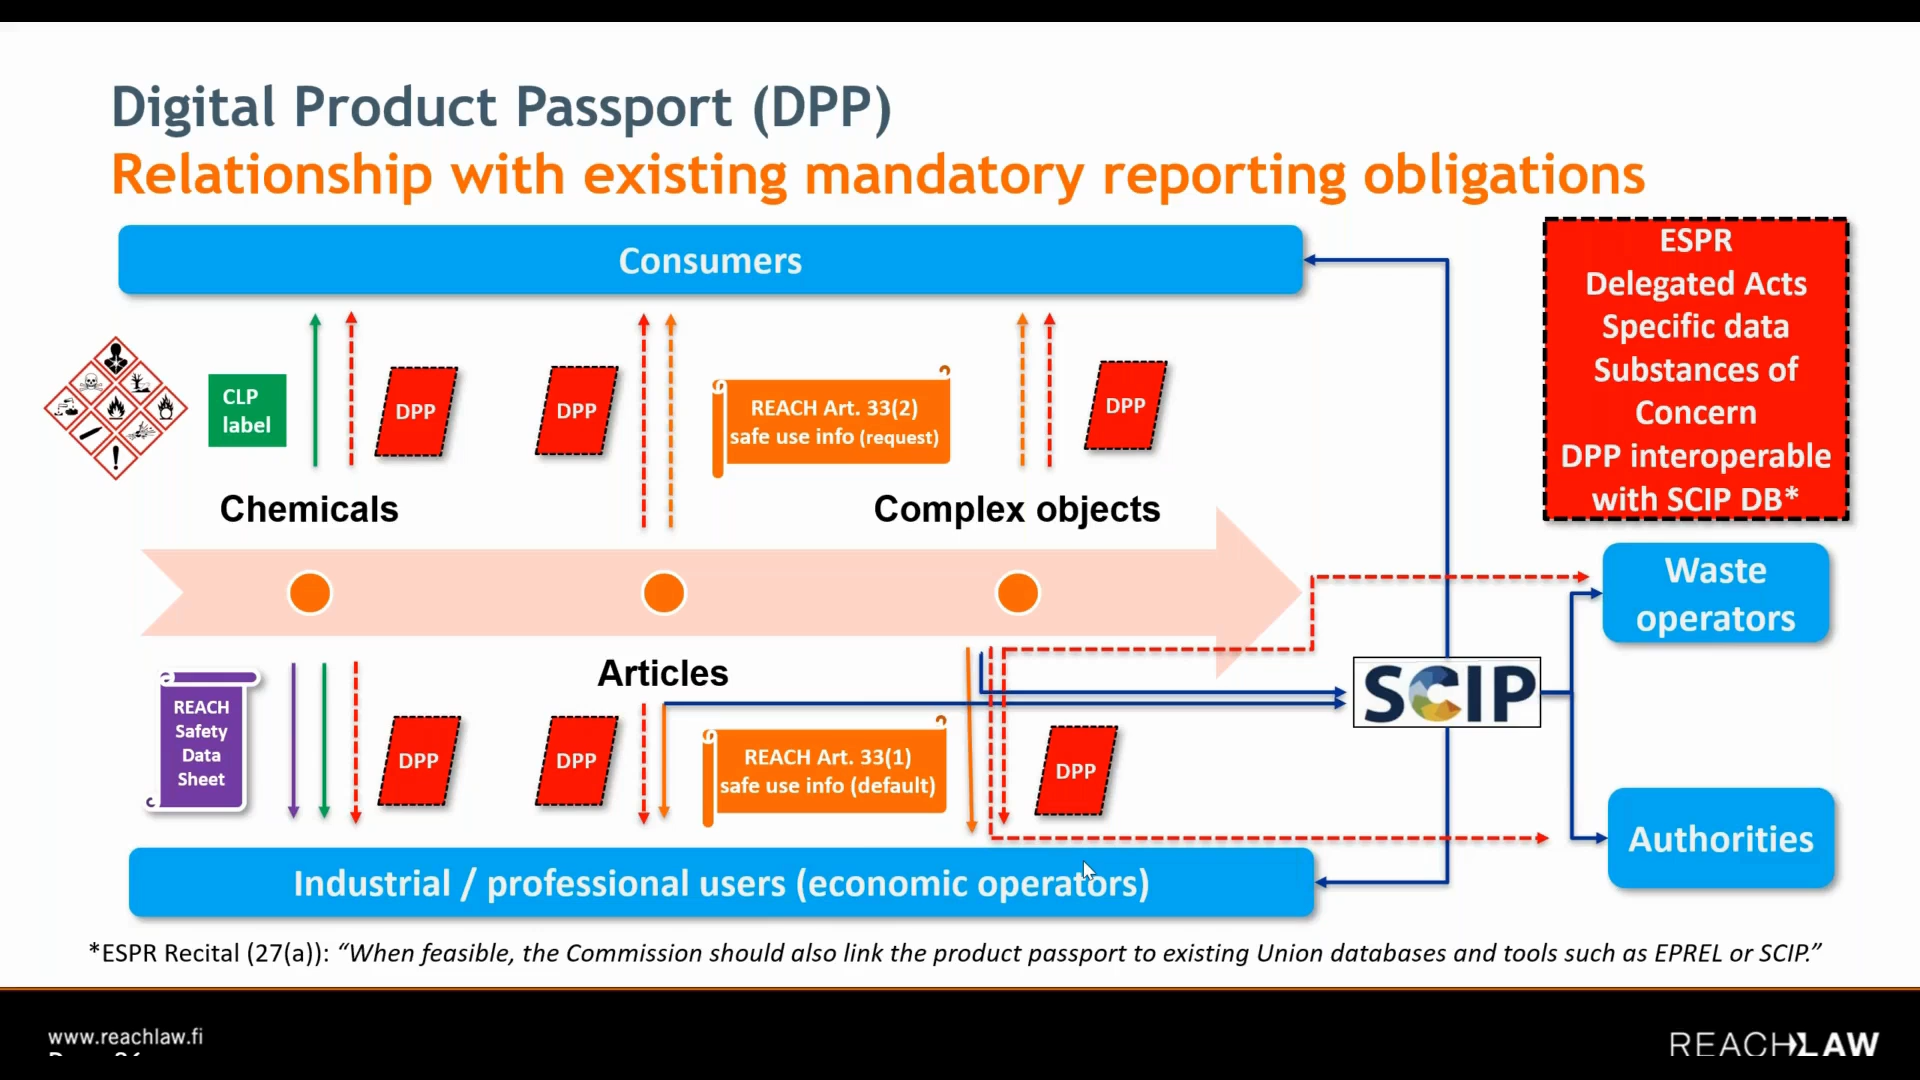 Digital Product Passport (DPP)
Relationship with existing mandatory reporting obligations
Consumers
ESPR
Delegated Acts
Specific data
Substances of
Concern
DPP interoperable
with SCIP DB*
CLP
label
DPP
DPP
REACH Art. 33(2)
safe use info (request)
DPP
Chemicals
Complex objects
Waste
operators
Articles
SCIP
REACH
Safety
Data
Sheet
DPP
DPP
REACH Art. 33(1)
safe use info (default)
DPP
Authorities
Industrial / professional users (economic operators)
*ESPR Recital (27(a)): “When feasible, the Commission should also link the product passport to existing Union databases and tools such as EPREL or SCIP.”
www.reachlaw.fi
REACHLAW